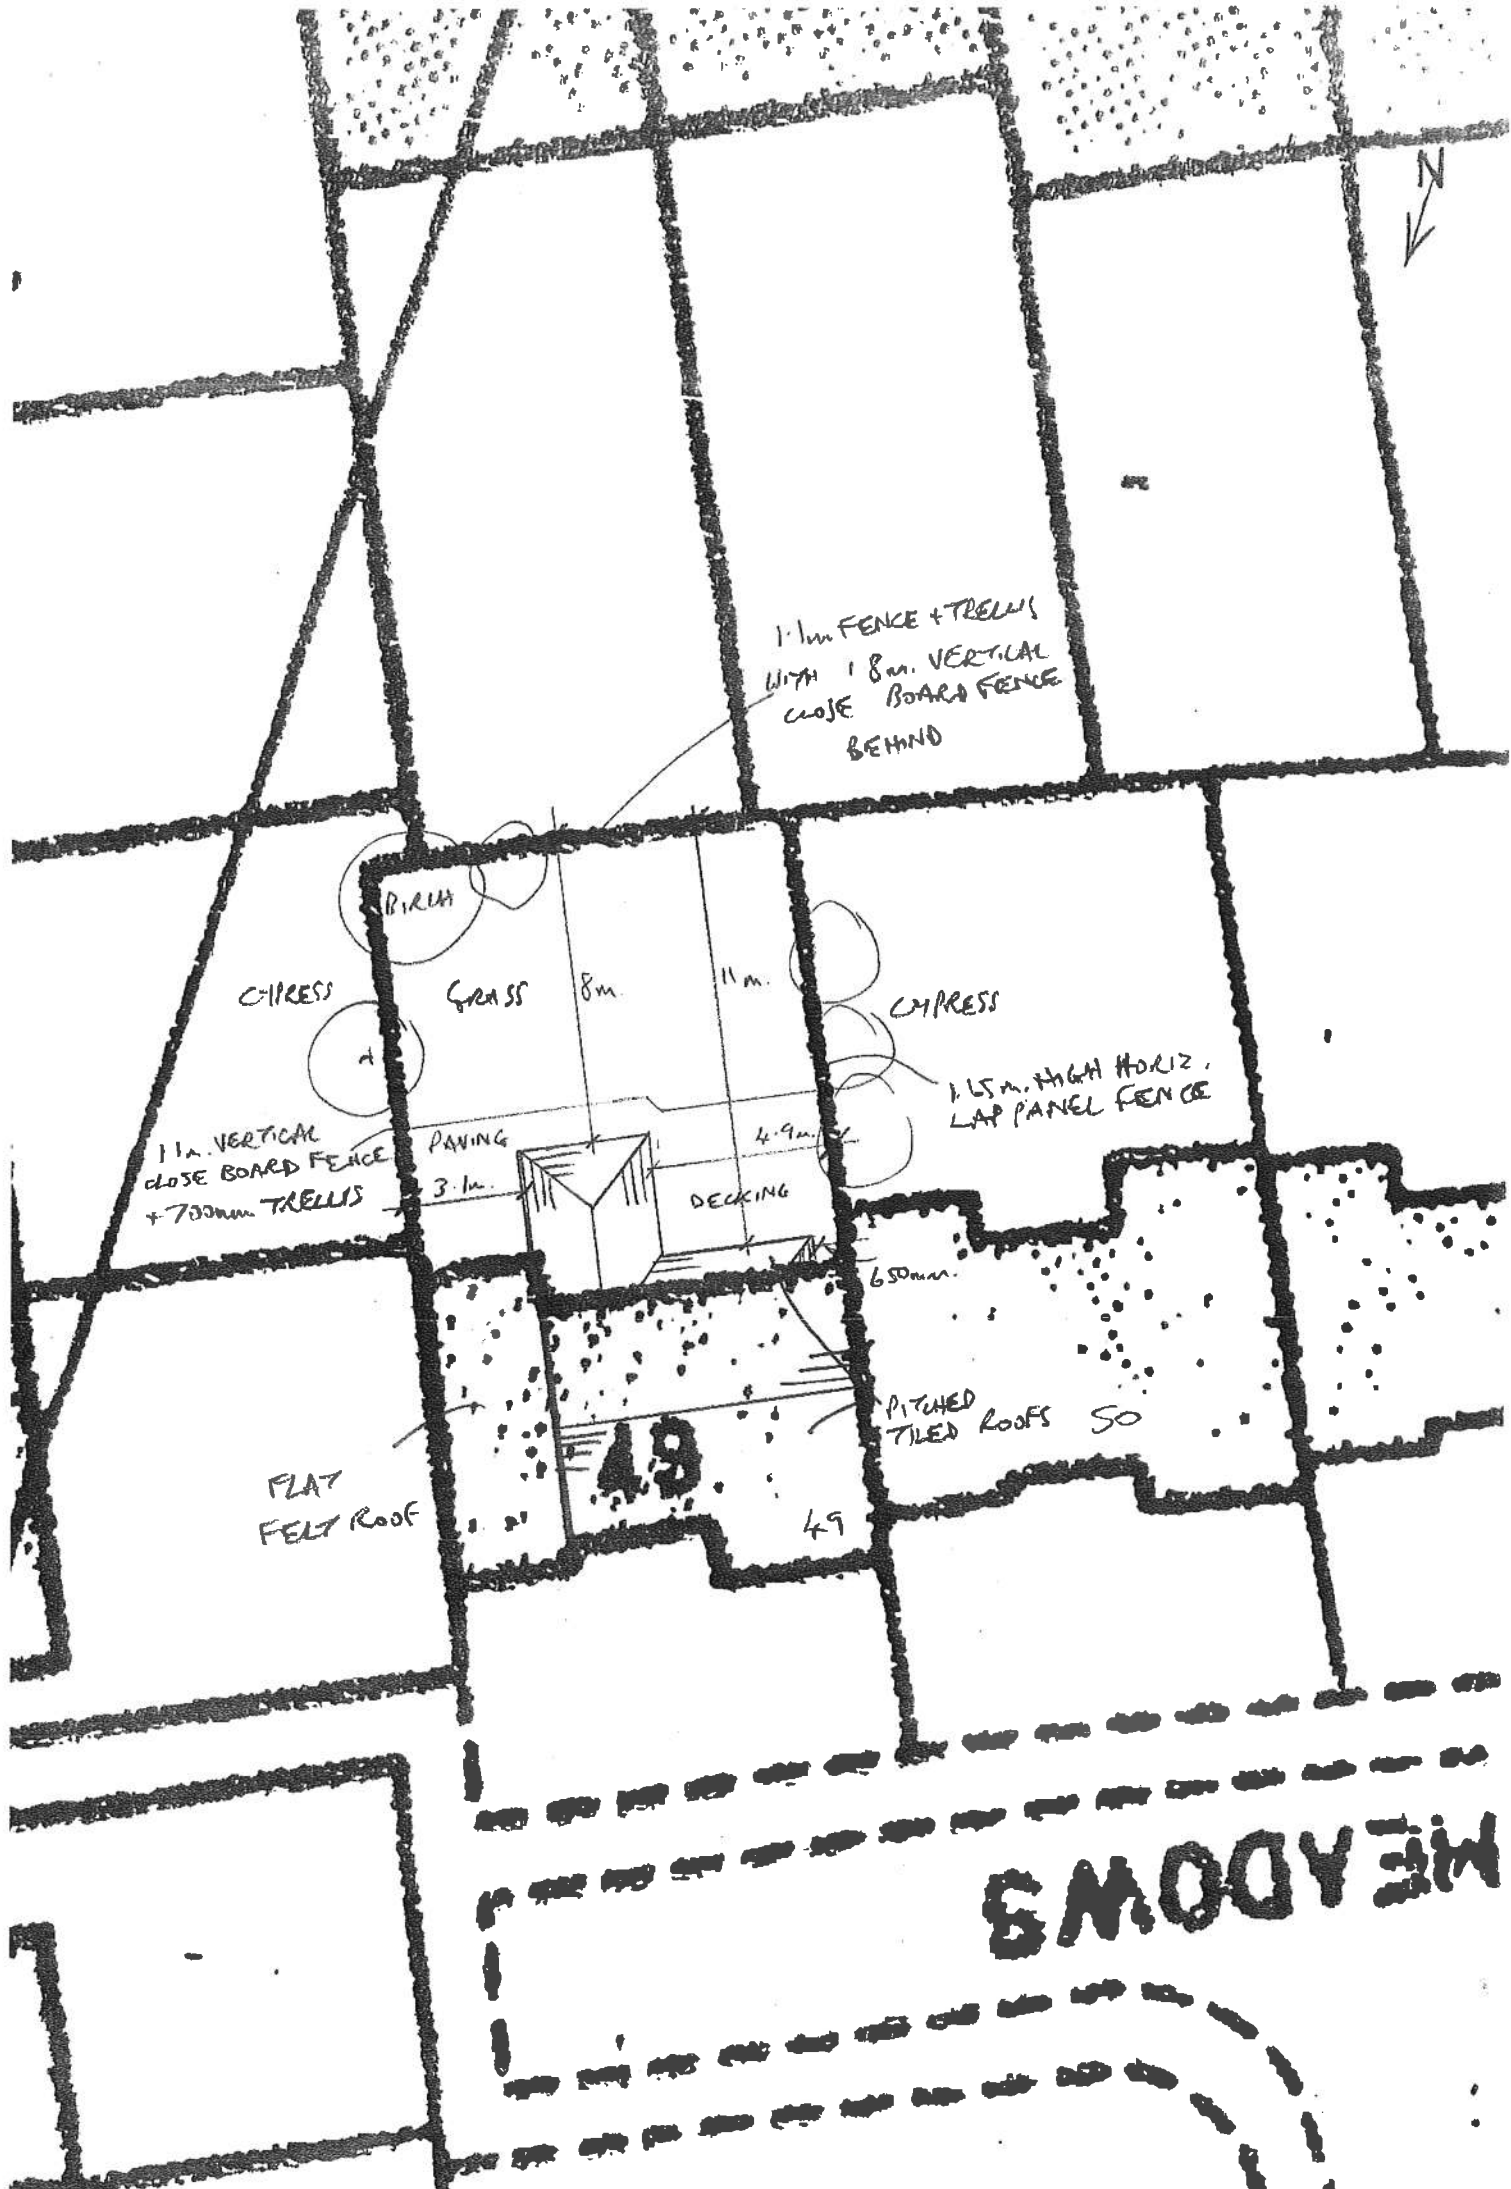 N
1.1m FENCE + TRELLIS
WITH 1.8m. VERTICAL
CLOSE BOARD FENCE
BEHIND
BIRCH
CYPRESS
GRASS
8m.
11m.
CYPRESS
1.65m. HIGH HORIZ.
LAP PANEL FENCE
1.1m. VERTICAL
CLOSE BOARD FENCE
+ 700mm TRELLIS
PAVING
3.1m.
4.9m.
DECKING
650mm.
PITCHED
TILED ROOFS
50
49
49
FLAT
FELT ROOF
MEADOWS